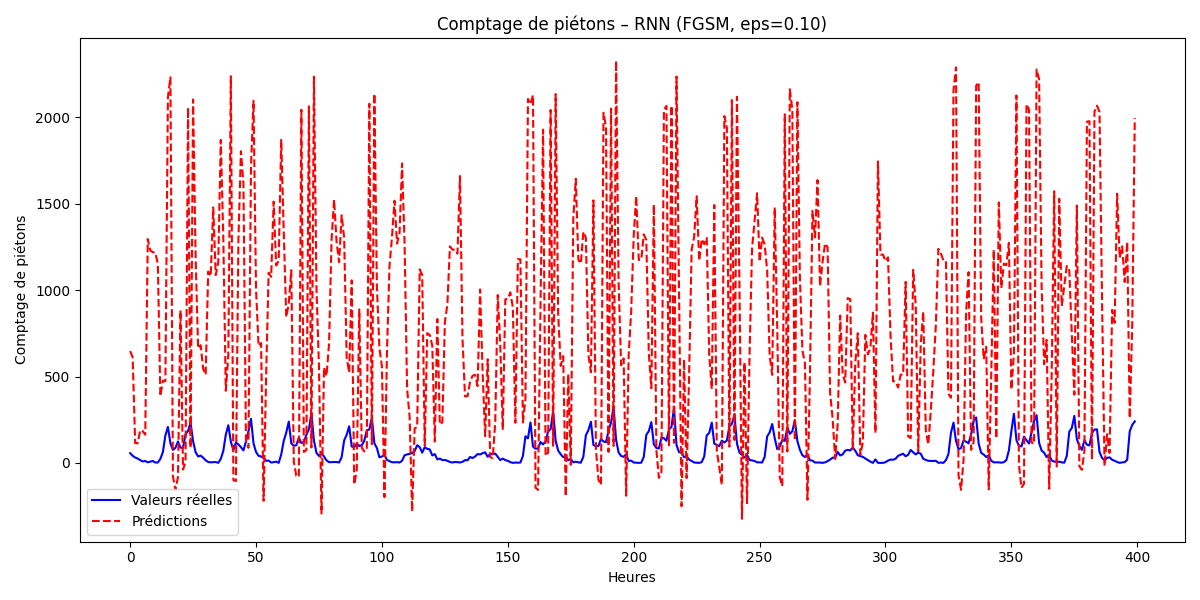 Comptage de piétons – RNN (FGSM, eps=0.10)
Comptage de piétons
2000
1500
1000
500
0
Valeurs réelles
Prédictions
0 50 100 150 200 250 300 350 400
Heures